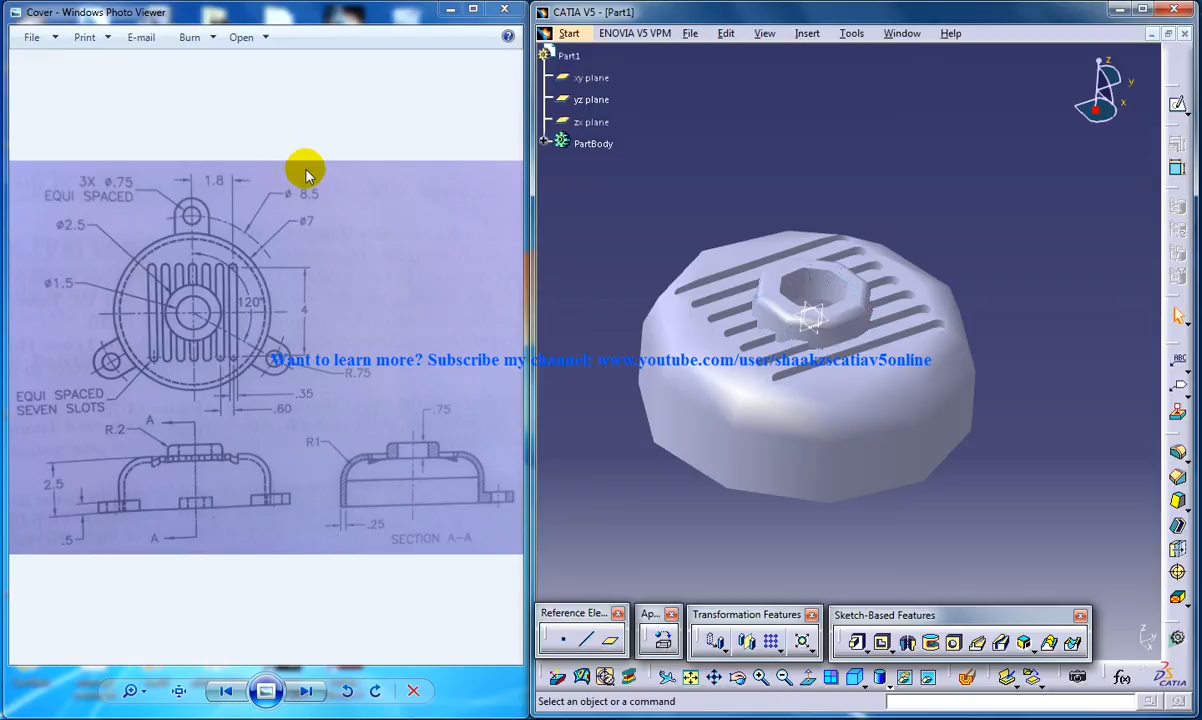 Cover - Windows Photo Viewer
File Print E-mail Burn Open
3X ø.75
EQUI SPACED
1.8
ø 8.5
ø7
ø2.5
ø1.5
120°
4
R.75
.35
.60
EQUI SPACED
SEVEN SLOTS
A
R.2
2.5
.5
A
.75
R1
.25
SECTION A-A
Want to learn more? Subscribe my channel: www.youtube.com/user/shaakzscatiav5online
CATIA V5 - [Part1]
Start ENOVIA V5 VPM File Edit View Insert Tools Window Help
Part1
xy plane
yz plane
zx plane
PartBody
z
y
x
ABC
Reference Ele...
Ap...
Transformation Features
Sketch-Based Features
f(x)
CATIA
Select an object or a command